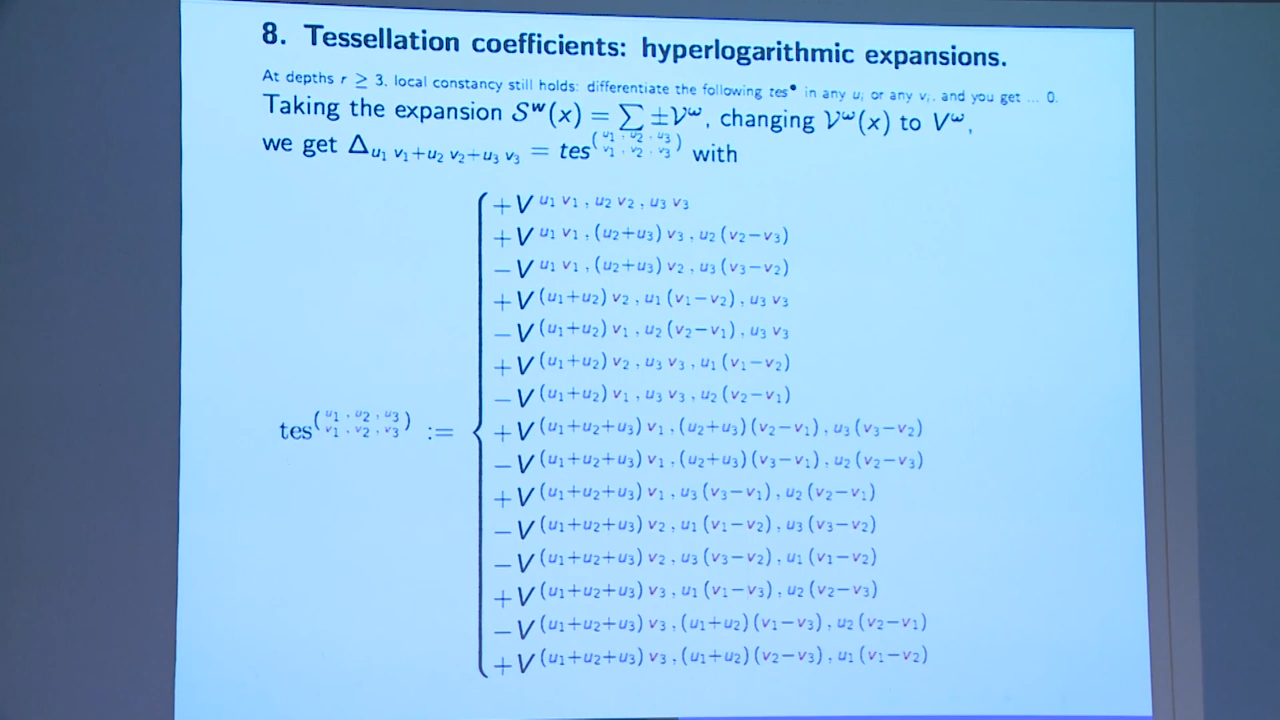 8. Tessellation coefficients: hyperlogarithmic expansions.
At depths r ≥ 3, local constancy still holds: differentiate the following tes• in any uᵢ or any vᵢ, and you get ... 0.
Taking the expansion 𝒮ʷ(x) = ∑ ±𝒱^ω, changing 𝒱^ω(x) to V^ω,
we get Δ_{u₁ v₁+u₂ v₂+u₃ v₃} = tes^{(u₁ , u₂ , u₃ / v₁ , v₂ , v₃)} with
+V^{u₁ v₁ , u₂ v₂ , u₃ v₃}
+V^{u₁ v₁ , (u₂+u₃) v₃ , u₂ (v₂−v₃)}
−V^{u₁ v₁ , (u₂+u₃) v₂ , u₃ (v₃−v₂)}
+V^{(u₁+u₂) v₂ , u₁ (v₁−v₂) , u₃ v₃}
−V^{(u₁+u₂) v₁ , u₂ (v₂−v₁) , u₃ v₃}
+V^{(u₁+u₂) v₂ , u₃ v₃ , u₁ (v₁−v₂)}
−V^{(u₁+u₂) v₁ , u₃ v₃ , u₂ (v₂−v₁)}
tes^{(u₁ , u₂ , u₃ / v₁ , v₂ , v₃)} := { +V^{(u₁+u₂+u₃) v₁ , (u₂+u₃) (v₂−v₁) , u₃ (v₃−v₂)}
−V^{(u₁+u₂+u₃) v₁ , (u₂+u₃) (v₃−v₁) , u₂ (v₂−v₃)}
+V^{(u₁+u₂+u₃) v₁ , u₃ (v₃−v₁) , u₂ (v₂−v₁)}
−V^{(u₁+u₂+u₃) v₂ , u₁ (v₁−v₂) , u₃ (v₃−v₂)}
−V^{(u₁+u₂+u₃) v₂ , u₃ (v₃−v₂) , u₁ (v₁−v₂)}
+V^{(u₁+u₂+u₃) v₃ , u₁ (v₁−v₃) , u₂ (v₂−v₃)}
−V^{(u₁+u₂+u₃) v₃ , (u₁+u₂) (v₁−v₃) , u₂ (v₂−v₁)}
+V^{(u₁+u₂+u₃) v₃ , (u₁+u₂) (v₂−v₃) , u₁ (v₁−v₂)}